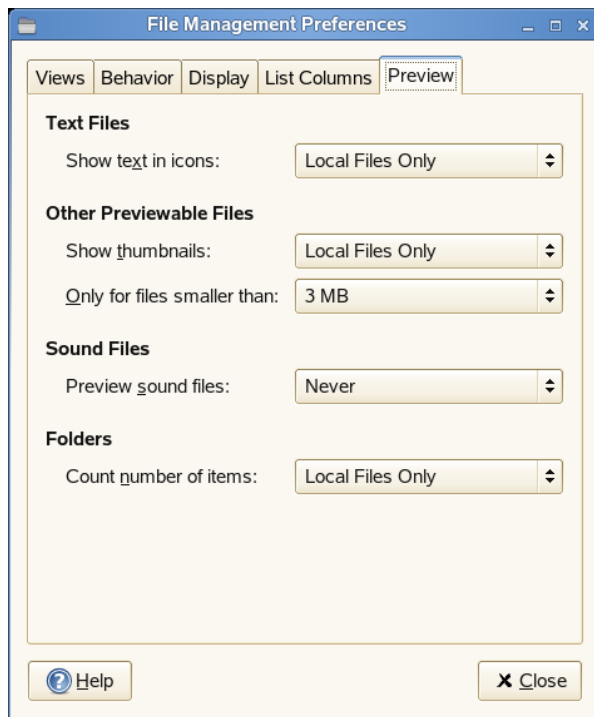 File Management Preferences
Views Behavior Display List Columns Preview
Text Files
Show text in icons: Local Files Only
Other Previewable Files
Show thumbnails: Local Files Only
Only for files smaller than: 3 MB
Sound Files
Preview sound files: Never
Folders
Count number of items: Local Files Only
Help Close